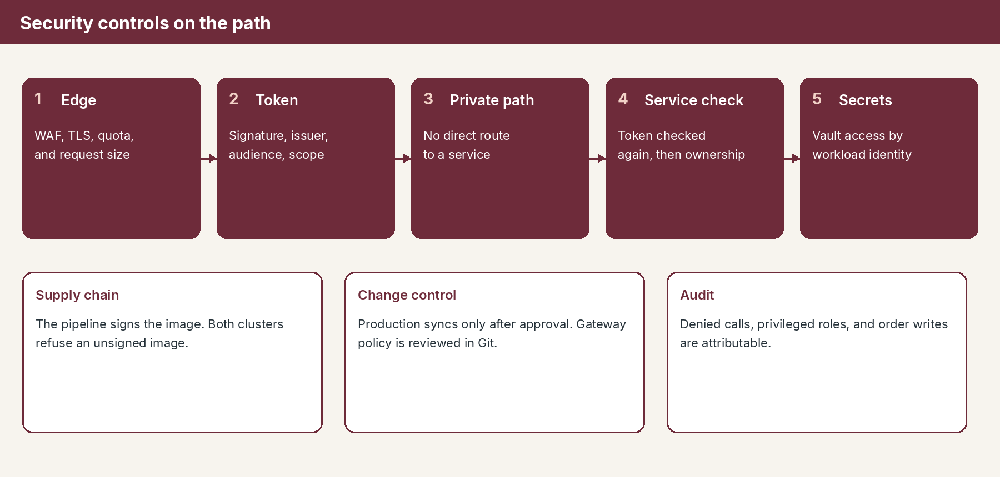 Security controls on the path
1 Edge
WAF, TLS, quota,
and request size
2 Token
Signature, issuer,
audience, scope
3 Private path
No direct route
to a service
4 Service check
Token checked
again, then ownership
5 Secrets
Vault access by
workload identity
Supply chain
The pipeline signs the image. Both clusters
refuse an unsigned image.
Change control
Production syncs only after approval. Gateway
policy is reviewed in Git.
Audit
Denied calls, privileged roles, and order writes
are attributable.